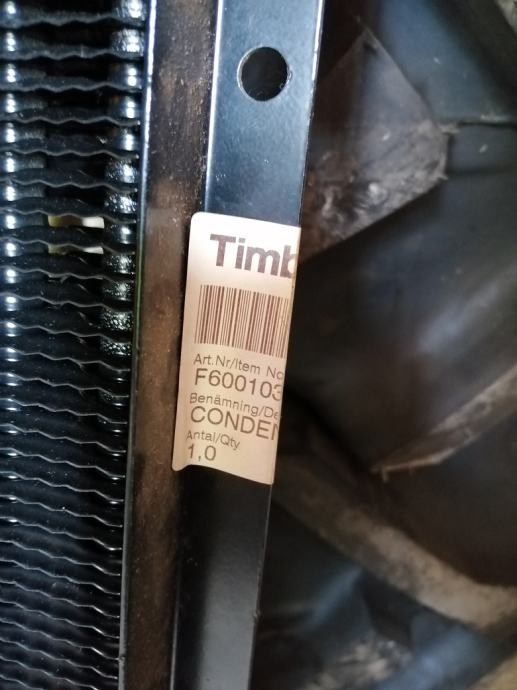 Timb
Art.Nr/Item No
F600103
Benämning/De
CONDEN
Antal/Qty
1,0